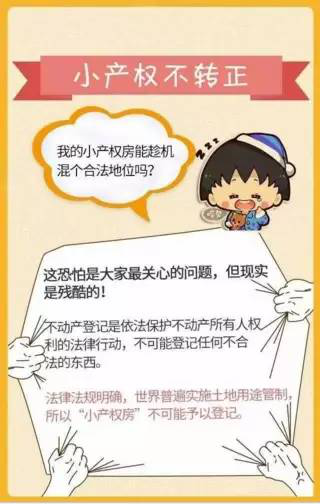 小产权不转正
我的小产权房能趁机
混个合法地位吗?
zzz
这恐怕是大家最关心的问题，但现实
是残酷的！
不动产登记是依法保护不动产所有人权
利的法律行动，不可能登记任何不合
法的东西。
法律法规明确，世界普遍实施土地用途管制，
所以“小产权房”不可能予以登记。